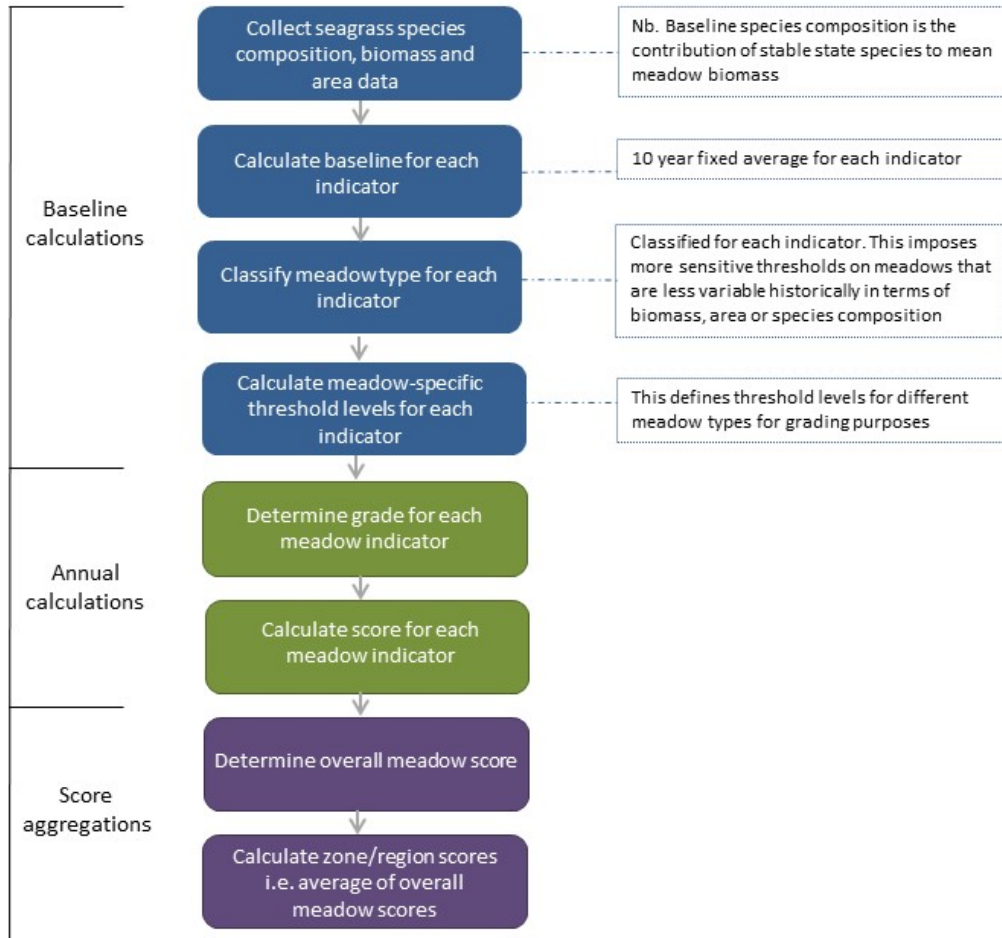 Collect seagrass species
composition, biomass and
area data
Nb. Baseline species composition is the
contribution of stable state species to mean
meadow biomass
Calculate baseline for each
indicator
10 year fixed average for each indicator
Baseline
calculations
Classify meadow type for each
indicator
Classified for each indicator. This imposes
more sensitive thresholds on meadows that
are less variable historically in terms of
biomass, area or species composition
Calculate meadow-specific
threshold levels for each
indicator
This defines threshold levels for different
meadow types for grading purposes
Annual
calculations
Determine grade for each
meadow indicator
Calculate score for each
meadow indicator
Score
aggregations
Determine overall meadow score
Calculate zone/region scores
i.e. average of overall
meadow scores